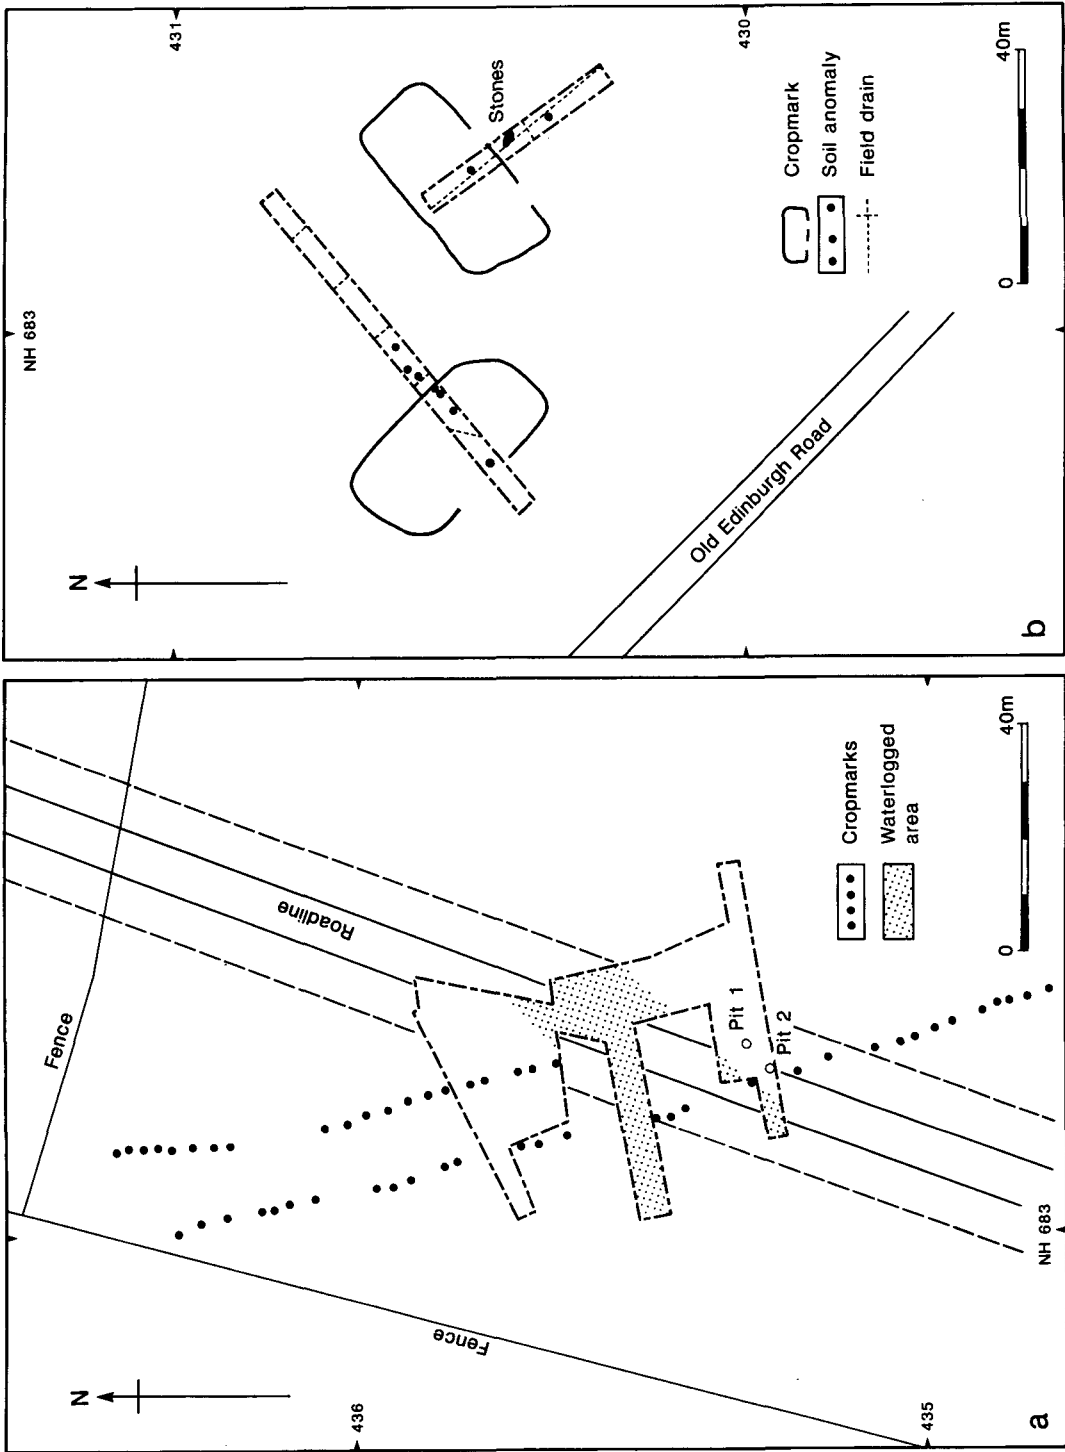 NH 683
431
N
Stones
430
Cropmark
Soil anomaly
Field drain
0 40m
Old Edinburgh Road
b
Fence
Roadline
Fence
N
436
Cropmarks
Waterlogged
area
Pit 1
Pit 2
0 40m
NH 683
435
a